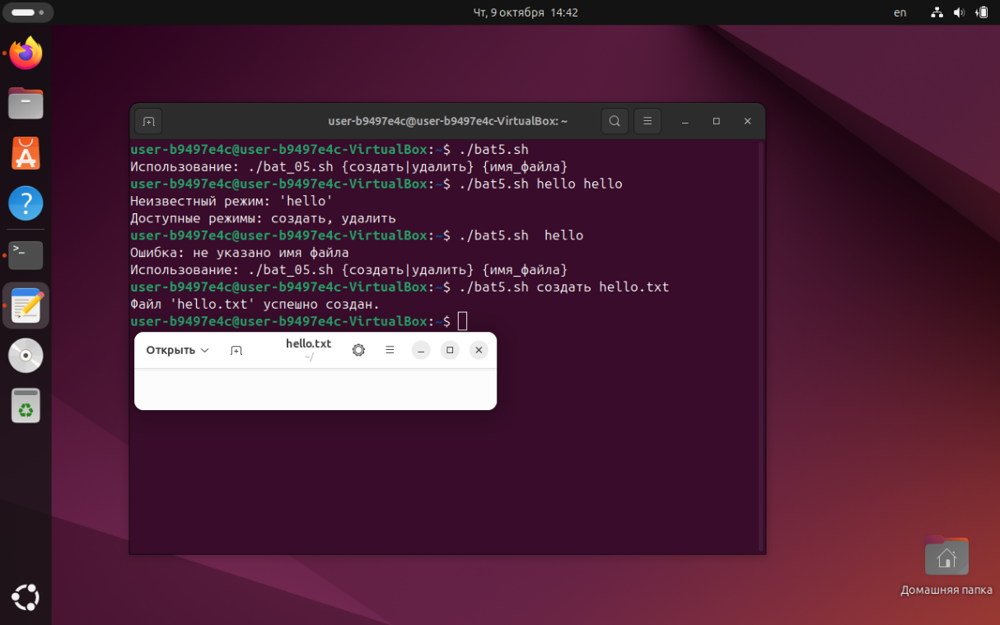 Чт, 9 октября 14:42
en
user-b9497e4c@user-b9497e4c-VirtualBox: ~
user-b9497e4c@user-b9497e4c-VirtualBox:~$ ./bat5.sh
Использование: ./bat_05.sh {создать|удалить} {имя_файла}
user-b9497e4c@user-b9497e4c-VirtualBox:~$ ./bat5.sh hello hello
Неизвестный режим: 'hello'
Доступные режимы: создать, удалить
user-b9497e4c@user-b9497e4c-VirtualBox:~$ ./bat5.sh  hello
Ошибка: не указано имя файла
Использование: ./bat_05.sh {создать|удалить} {имя_файла}
user-b9497e4c@user-b9497e4c-VirtualBox:~$ ./bat5.sh создать hello.txt
Файл 'hello.txt' успешно создан.
user-b9497e4c@user-b9497e4c-VirtualBox:~$
Открыть
hello.txt
~/
Домашняя папка